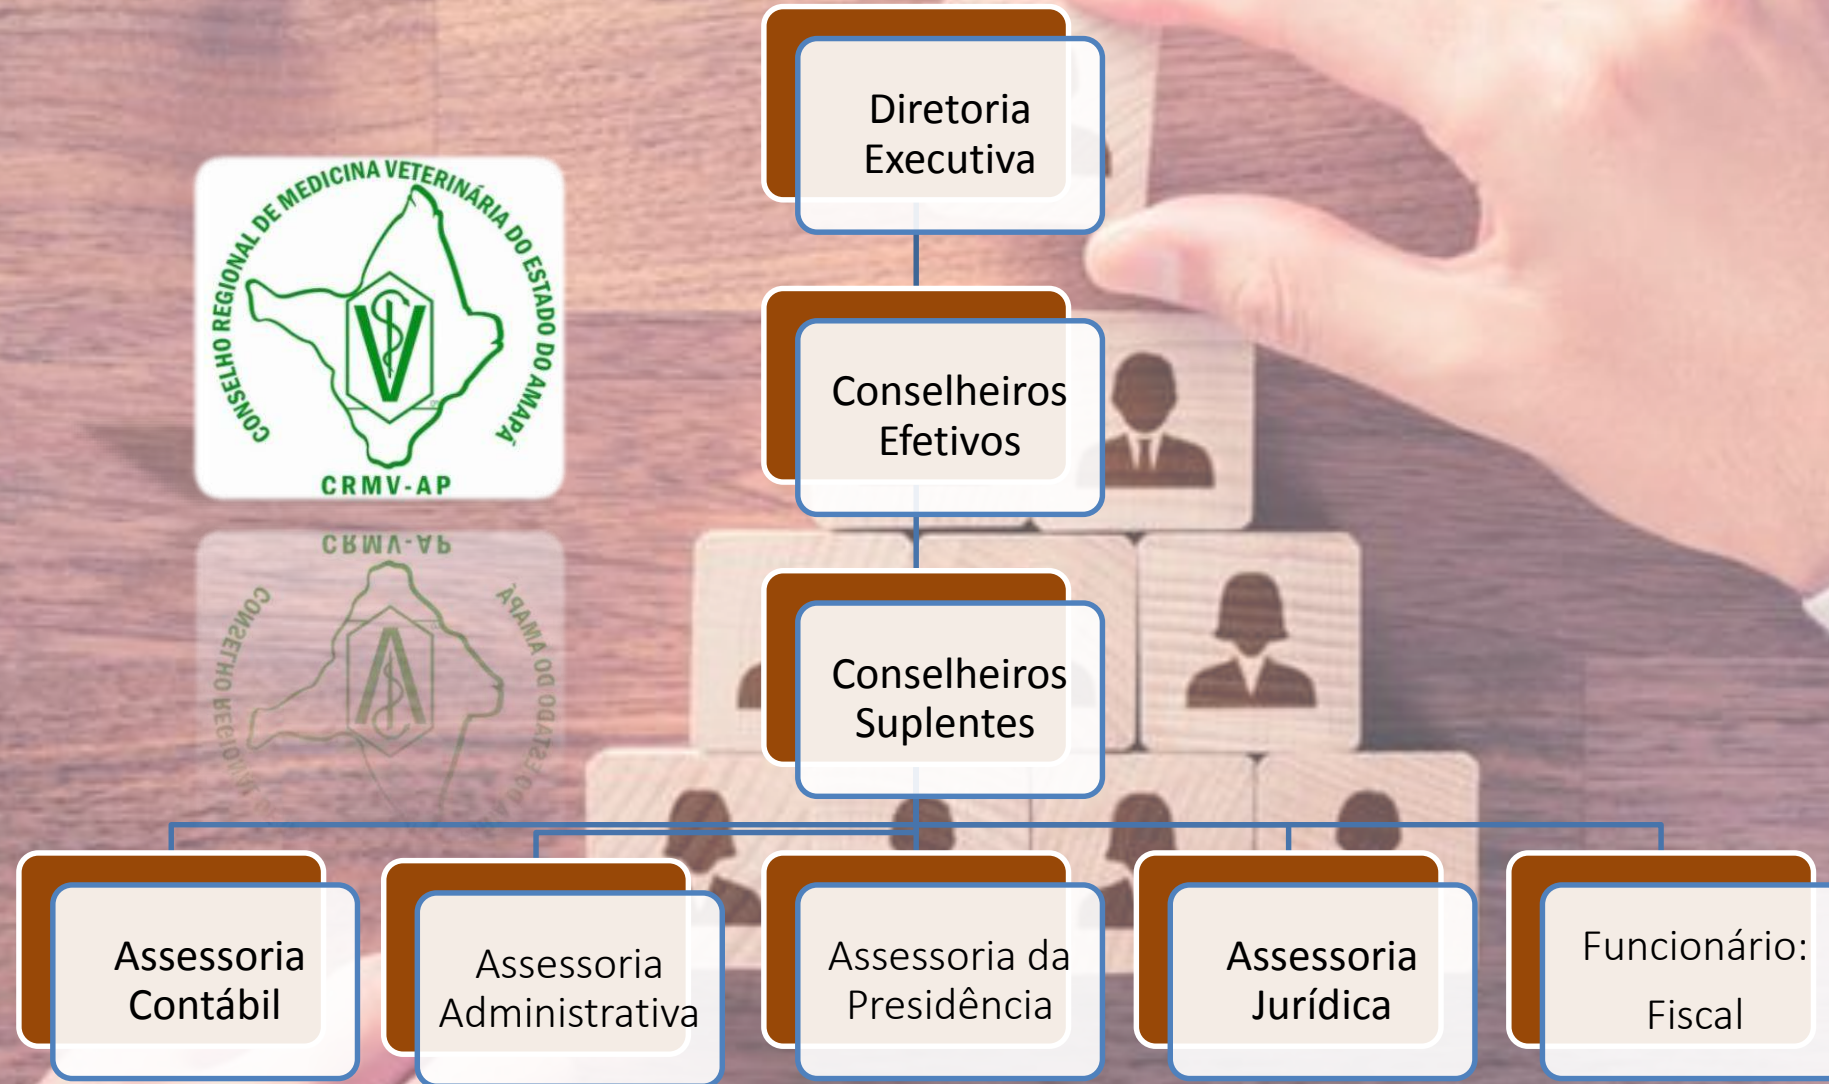 Diretoria
Executiva
CONSELHO REGIONAL DE MEDICINA VETERINÁRIA DO ESTADO DO AMAPÁ
V
CRMV-AP
Conselheiros
Efetivos
Conselheiros
Suplentes
Assessoria
Contábil
Assessoria
Administrativa
Assessoria da
Presidência
Assessoria
Jurídica
Funcionário:
Fiscal